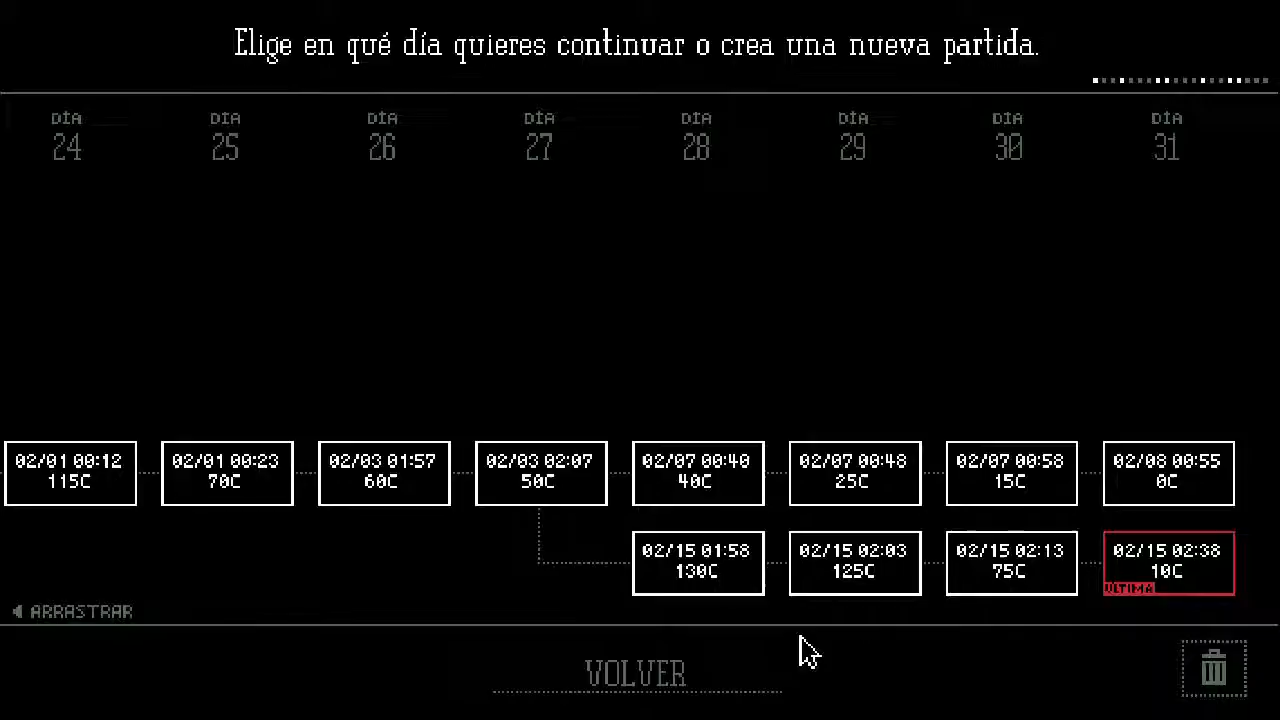 Elige en qué día quieres continuar o crea una nueva partida.
DÍA DÍA DÍA DÍA DÍA DÍA DÍA DÍA
24 25 26 27 28 29 30 31
02/01 00:12 02/01 00:23 02/03 01:57 02/03 02:07 02/07 00:40 02/07 00:48 02/07 00:58 02/08 00:55
115C 70C 60C 50C 40C 25C 15C 0C
02/15 01:58 02/15 02:03 02/15 02:13 02/15 02:38
130C 125C 75C 10C
ÚLTIMA
ARRASTRAR
VOLVER